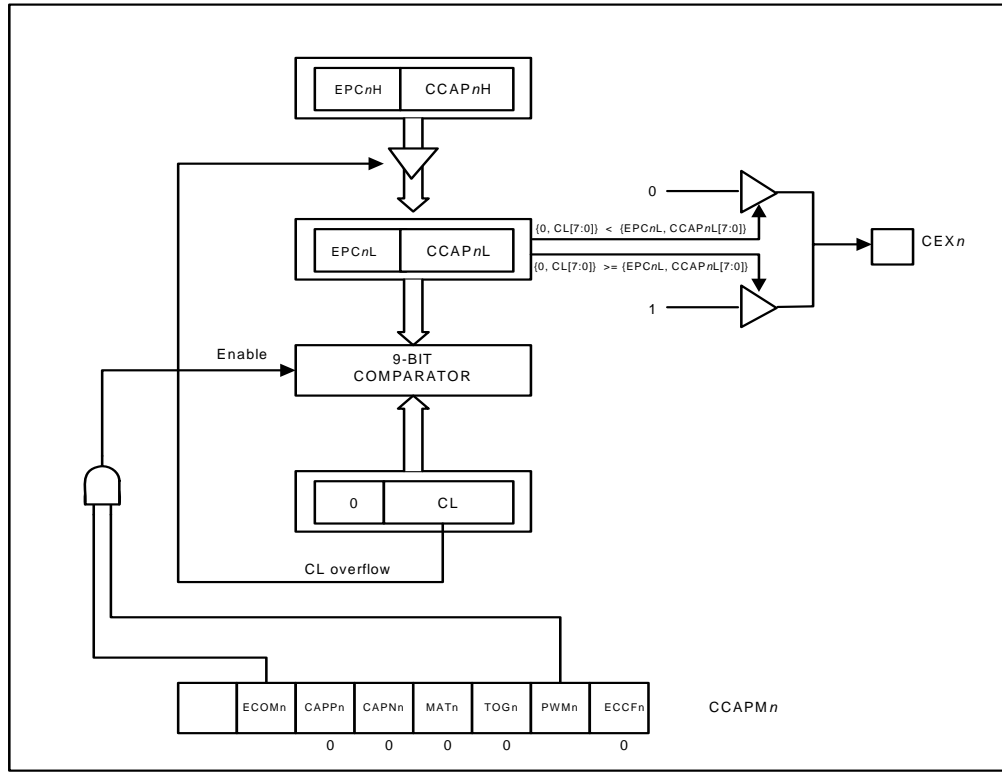 EPCnH CCAPnH
0
{0, CL[7:0]} < {EPCnL, CCAPnL[7:0]}
EPCnL CCAPnL
CEXn
{0, CL[7:0]} >= {EPCnL, CCAPnL[7:0]}
1
Enable
9-BIT
COMPARATOR
0 CL
CL overflow
ECOMn CAPPn CAPNn MATn TOGn PWMn ECCFn
CCAPMn
0 0 0 0 0